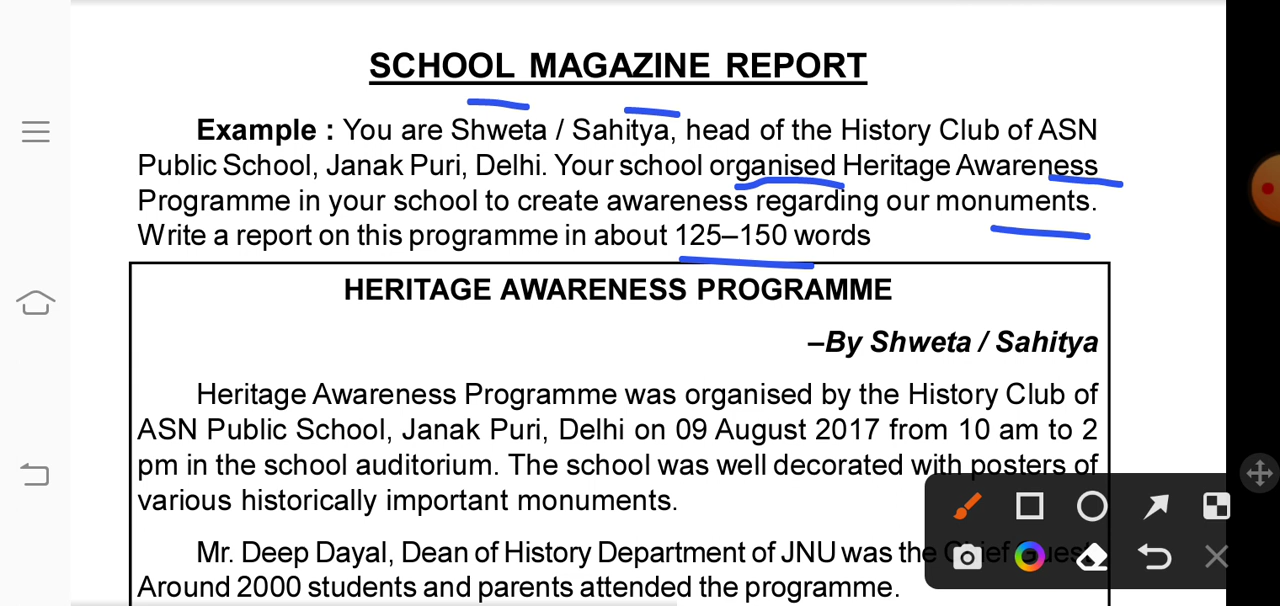 SCHOOL MAGAZINE REPORT
Example : You are Shweta / Sahitya, head of the History Club of ASN
Public School, Janak Puri, Delhi. Your school organised Heritage Awareness
Programme in your school to create awareness regarding our monuments.
Write a report on this programme in about 125–150 words
HERITAGE AWARENESS PROGRAMME
–By Shweta / Sahitya
Heritage Awareness Programme was organised by the History Club of
ASN Public School, Janak Puri, Delhi on 09 August 2017 from 10 am to 2
pm in the school auditorium. The school was well decorated with posters of
various historically important monuments.
Mr. Deep Dayal, Dean of History Department of JNU was the Chief Guest.
Around 2000 students and parents attended the programme.